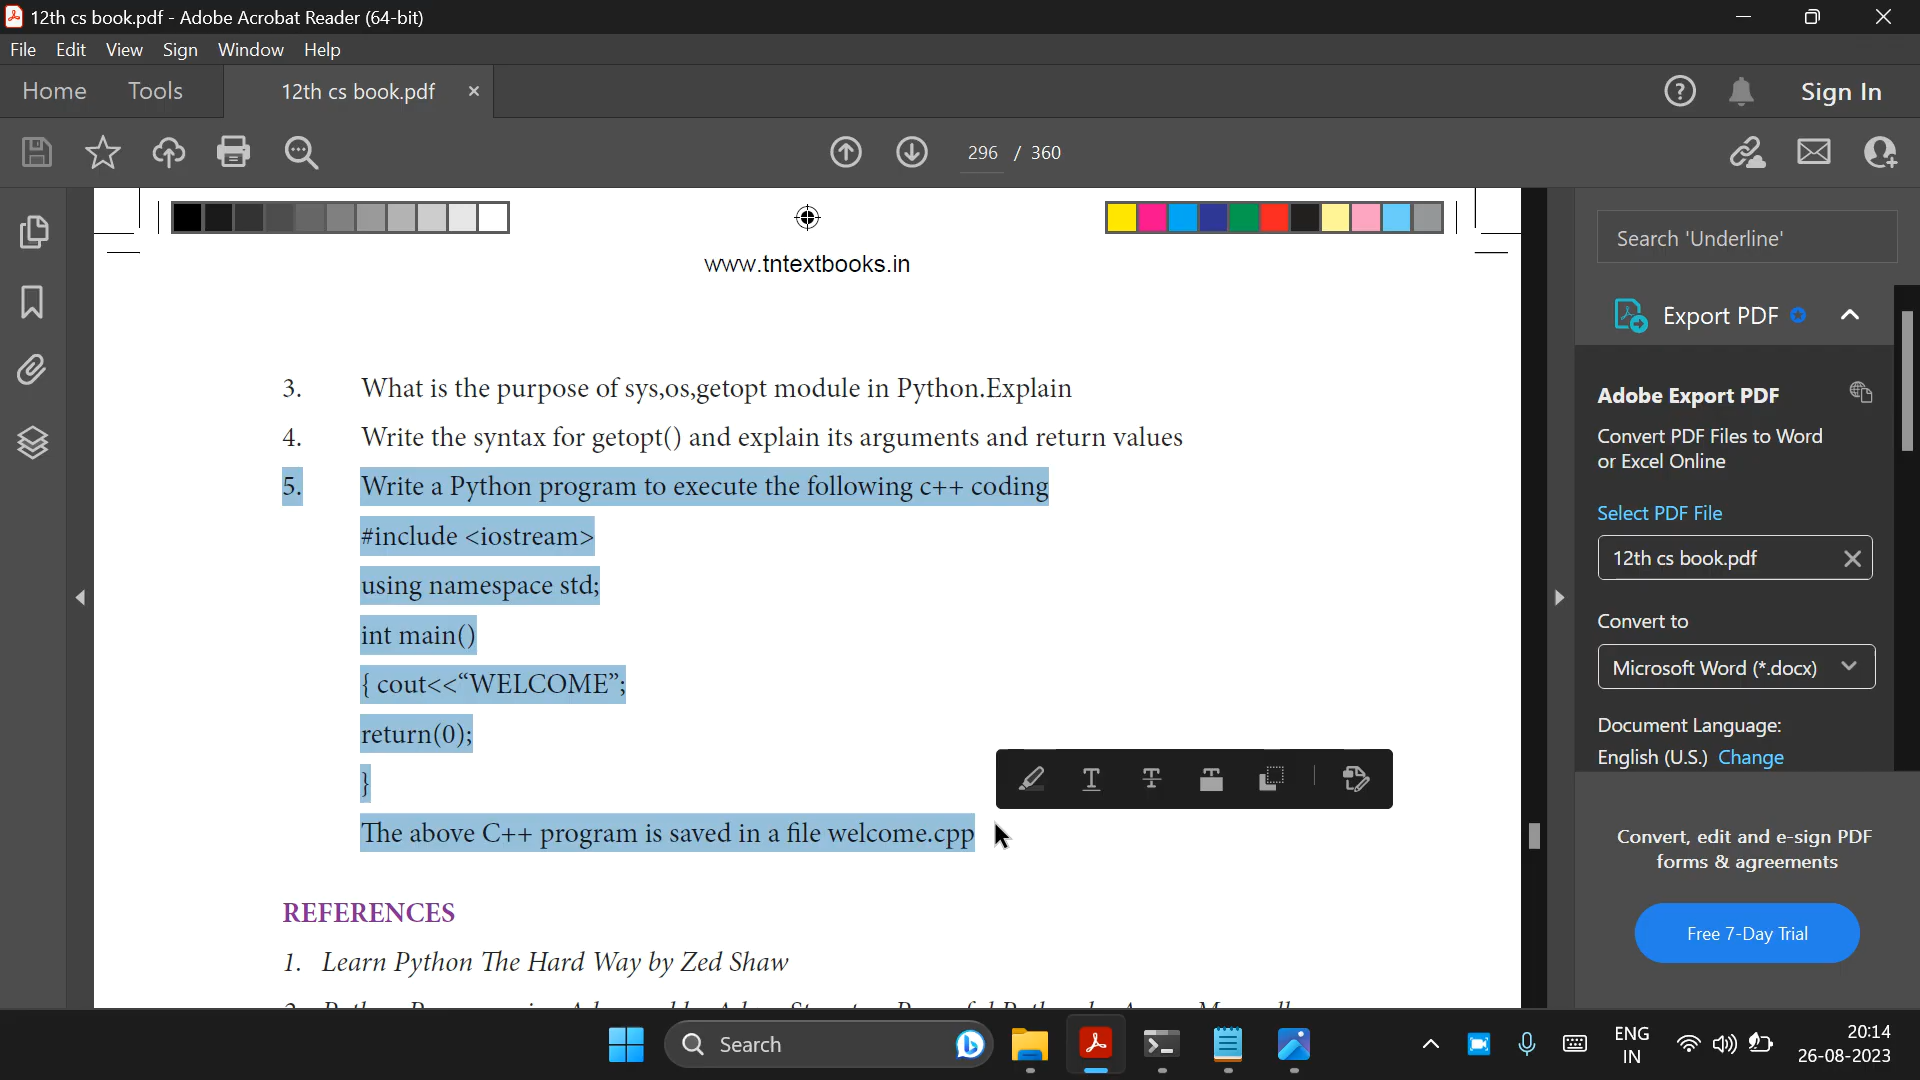 12th cs book.pdf - Adobe Acrobat Reader (64-bit)
File Edit View Sign Window Help
Home Tools 12th cs book.pdf × Sign In
296 / 360
www.tntextbooks.in
3. What is the purpose of sys,os,getopt module in Python.Explain
4. Write the syntax for getopt() and explain its arguments and return values
5. Write a Python program to execute the following c++ coding
#include <iostream>
using namespace std;
int main()
{ cout<<“WELCOME”;
return(0);
}
The above C++ program is saved in a file welcome.cpp
REFERENCES
1. Learn Python The Hard Way by Zed Shaw
Search 'Underline'
Export PDF
Adobe Export PDF
Convert PDF Files to Word
or Excel Online
Select PDF File
12th cs book.pdf
Convert to
Microsoft Word (*.docx)
Document Language:
English (U.S.) Change
Convert, edit and e-sign PDF
forms & agreements
Free 7-Day Trial
Search
ENG
IN
20:14
26-08-2023